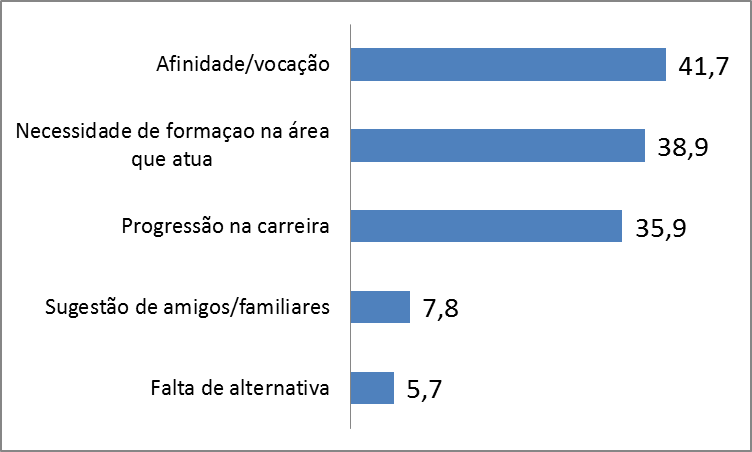 Afinidade/vocação
41,7
Necessidade de formaçao na área
que atua
38,9
Progressão na carreira
35,9
Sugestão de amigos/familiares
7,8
Falta de alternativa
5,7